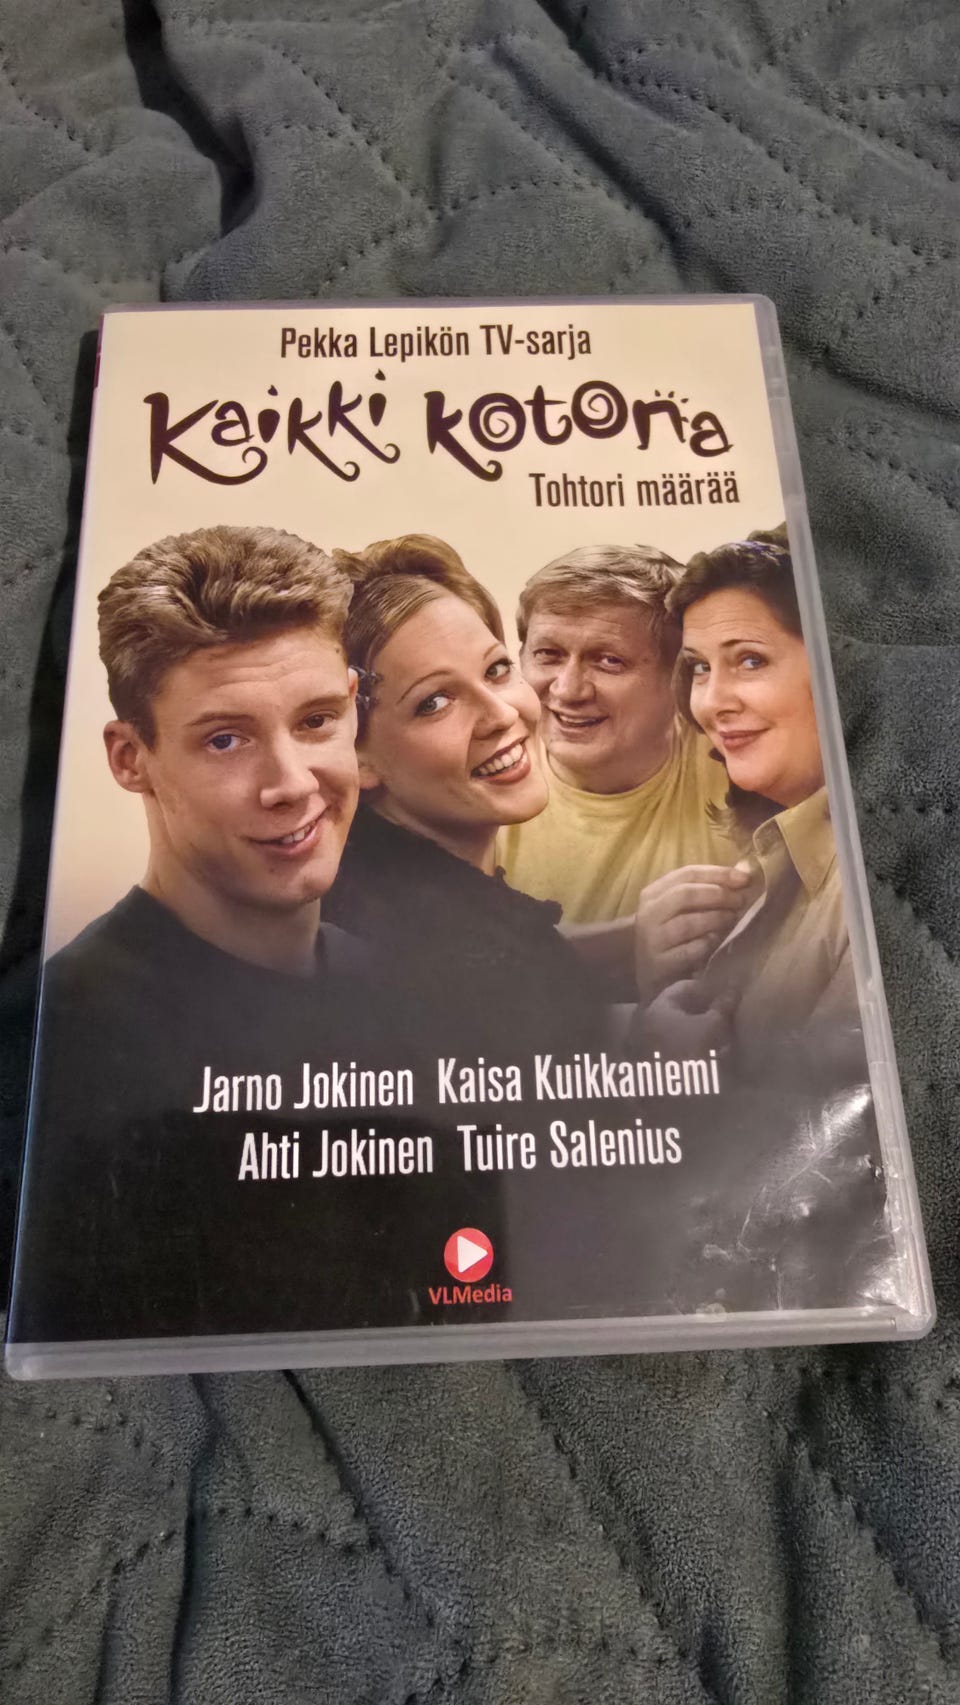 Pekka Lepikön TV-sarja
Kaikki kotona
Tohtori määrää
Jarno Jokinen Kaisa Kuikkaniemi
Ahti Jokinen Tuire Salenius
VLMedia